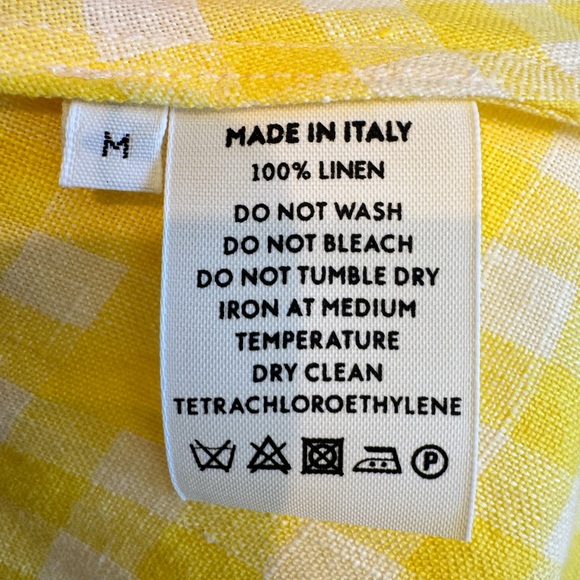 M
MADE IN ITALY
100% LINEN
DO NOT WASH
DO NOT BLEACH
DO NOT TUMBLE DRY
IRON AT MEDIUM
TEMPERATURE
DRY CLEAN
TETRACHLOROETHYLENE
P